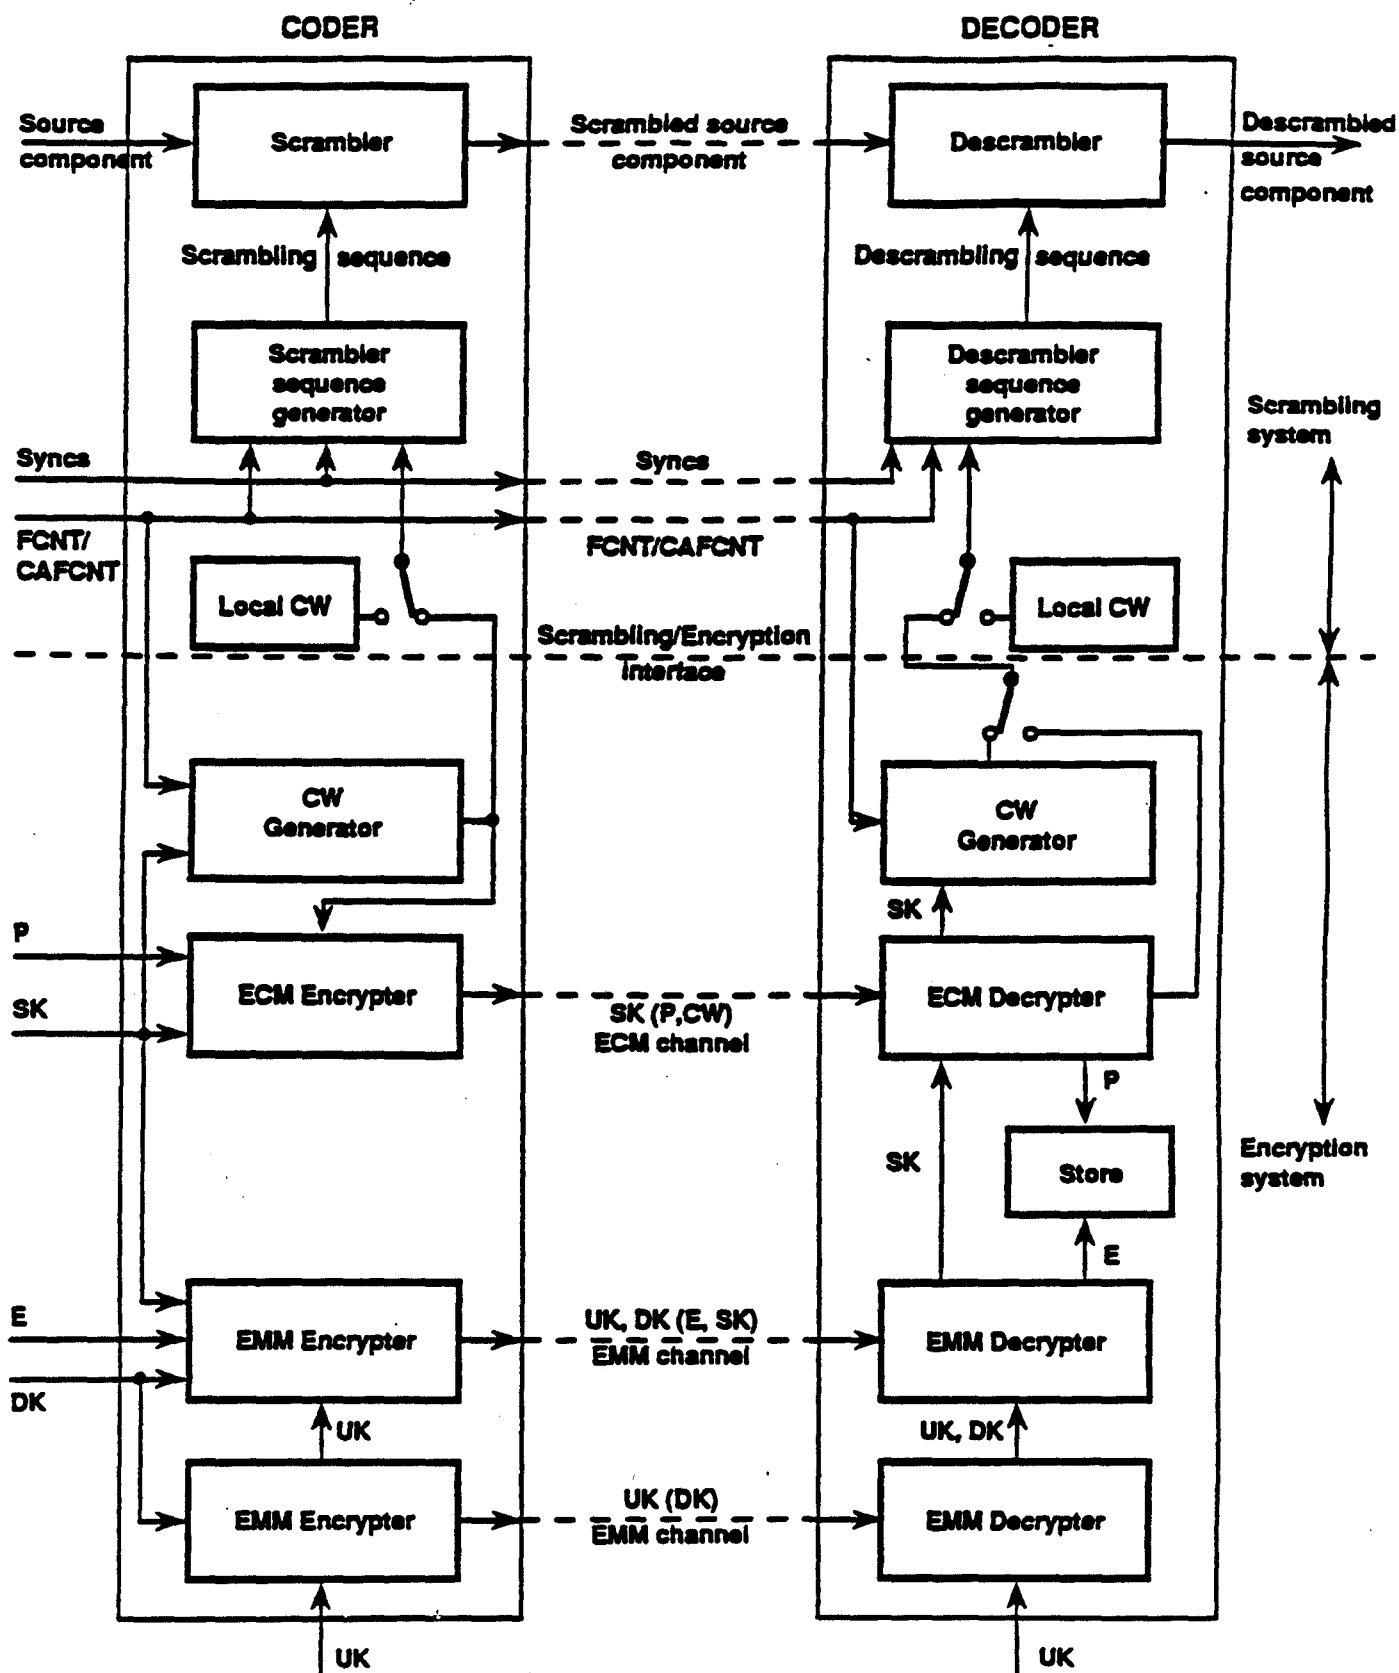 CODER
DECODER
Source
component
Scrambler
Scrambled source
component
Descrambler
Descrambled
source
component
Scrambling sequence
Descrambling sequence
Scrambler
sequence
generator
Descrambler
sequence
generator
Scrambling
system
Syncs
Syncs
FCNT/
CAFCNT
FCNT/CAFCNT
Local CW
Local CW
Scrambling/Encryption
interface
CW
Generator
CW
Generator
SK
P
SK
ECM Encrypter
SK (P,CW)
ECM channel
ECM Decrypter
P
SK
Store
Encryption
system
E
E
DK
EMM Encrypter
UK, DK (E, SK)
EMM channel
EMM Decrypter
UK
UK, DK
EMM Encrypter
UK (DK)
EMM channel
EMM Decrypter
UK
UK